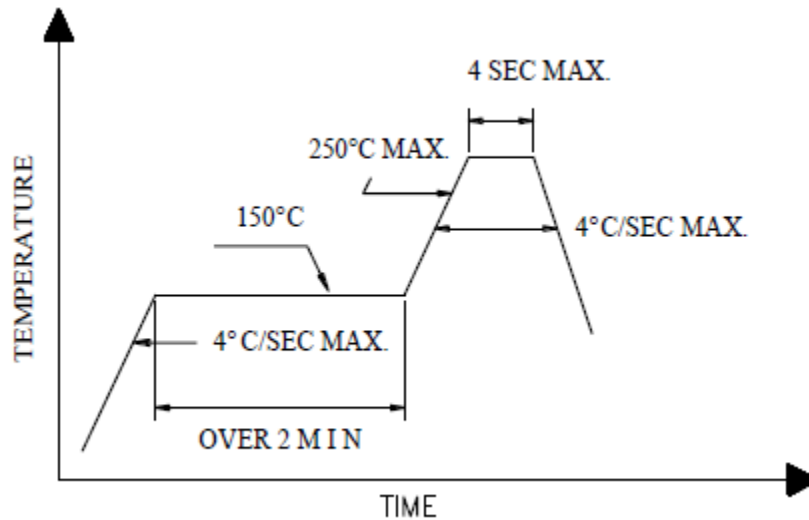 4 SEC MAX.
250°C MAX.
150°C
4°C/SEC MAX.
4° C/SEC MAX.
OVER 2 M I N
TEMPERATURE
TIME